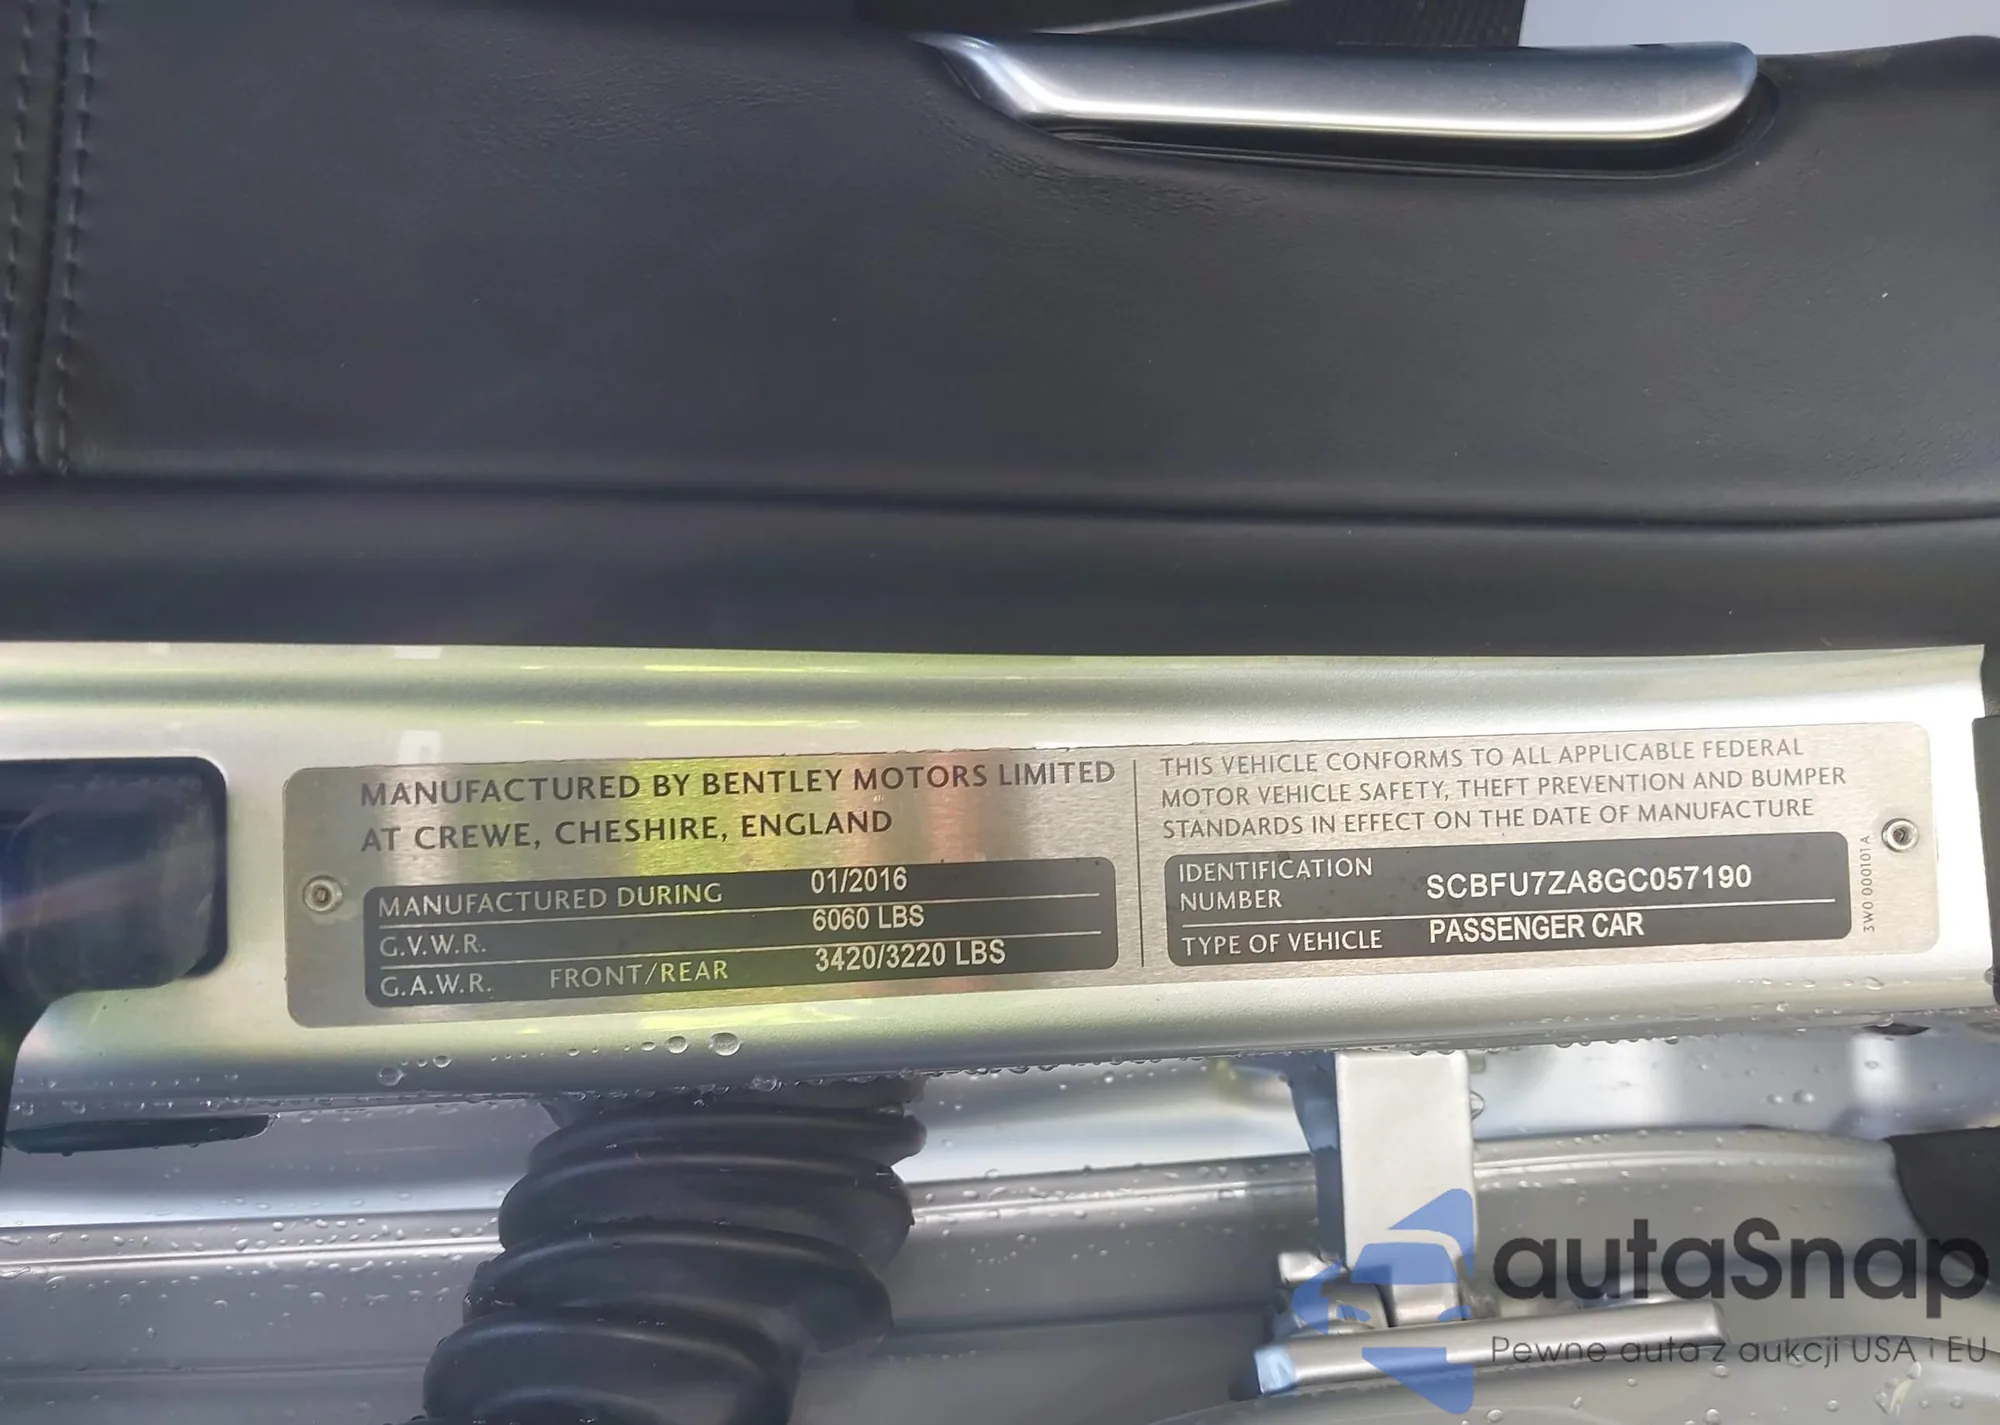 MANUFACTURED BY BENTLEY MOTORS LIMITED
AT CREWE, CHESHIRE, ENGLAND
MANUFACTURED DURING 01/2016
G.V.W.R. 6060 LBS
G.A.W.R. FRONT/REAR 3420/3220 LBS
THIS VEHICLE CONFORMS TO ALL APPLICABLE FEDERAL
MOTOR VEHICLE SAFETY, THEFT PREVENTION AND BUMPER
STANDARDS IN EFFECT ON THE DATE OF MANUFACTURE
IDENTIFICATION
NUMBER SCBFU7ZA8GC057190
TYPE OF VEHICLE PASSENGER CAR
3W0 000101A
autaSnap
Pewne auta z aukcji USA i EU